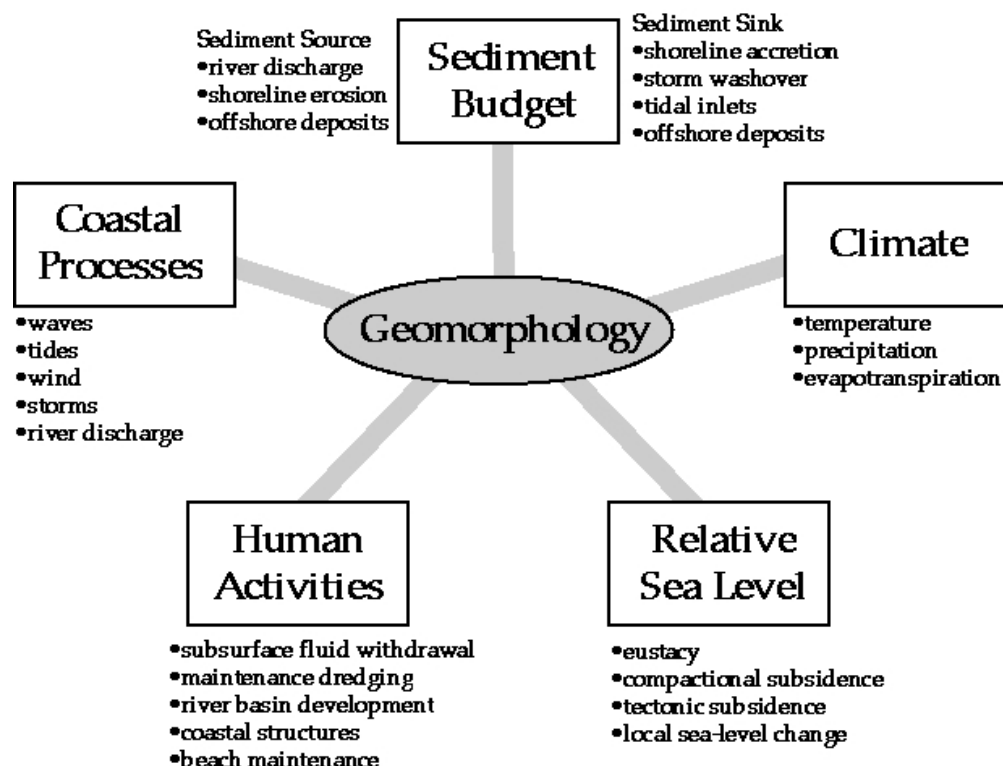 Sediment Source
•river discharge
•shoreline erosion
•offshore deposits
Sediment
Budget
Sediment Sink
•shoreline accretion
•storm washover
•tidal inlets
•offshore deposits
Coastal
Processes
•waves
•tides
•wind
•storms
•river discharge
Geomorphology
Climate
•temperature
•precipitation
•evapotranspiration
Human
Activities
•subsurface fluid withdrawal
•maintenance dredging
•river basin development
•coastal structures
•beach maintenance
Relative
Sea Level
•eustacy
•compactional subsidence
•tectonic subsidence
•local sea-level change